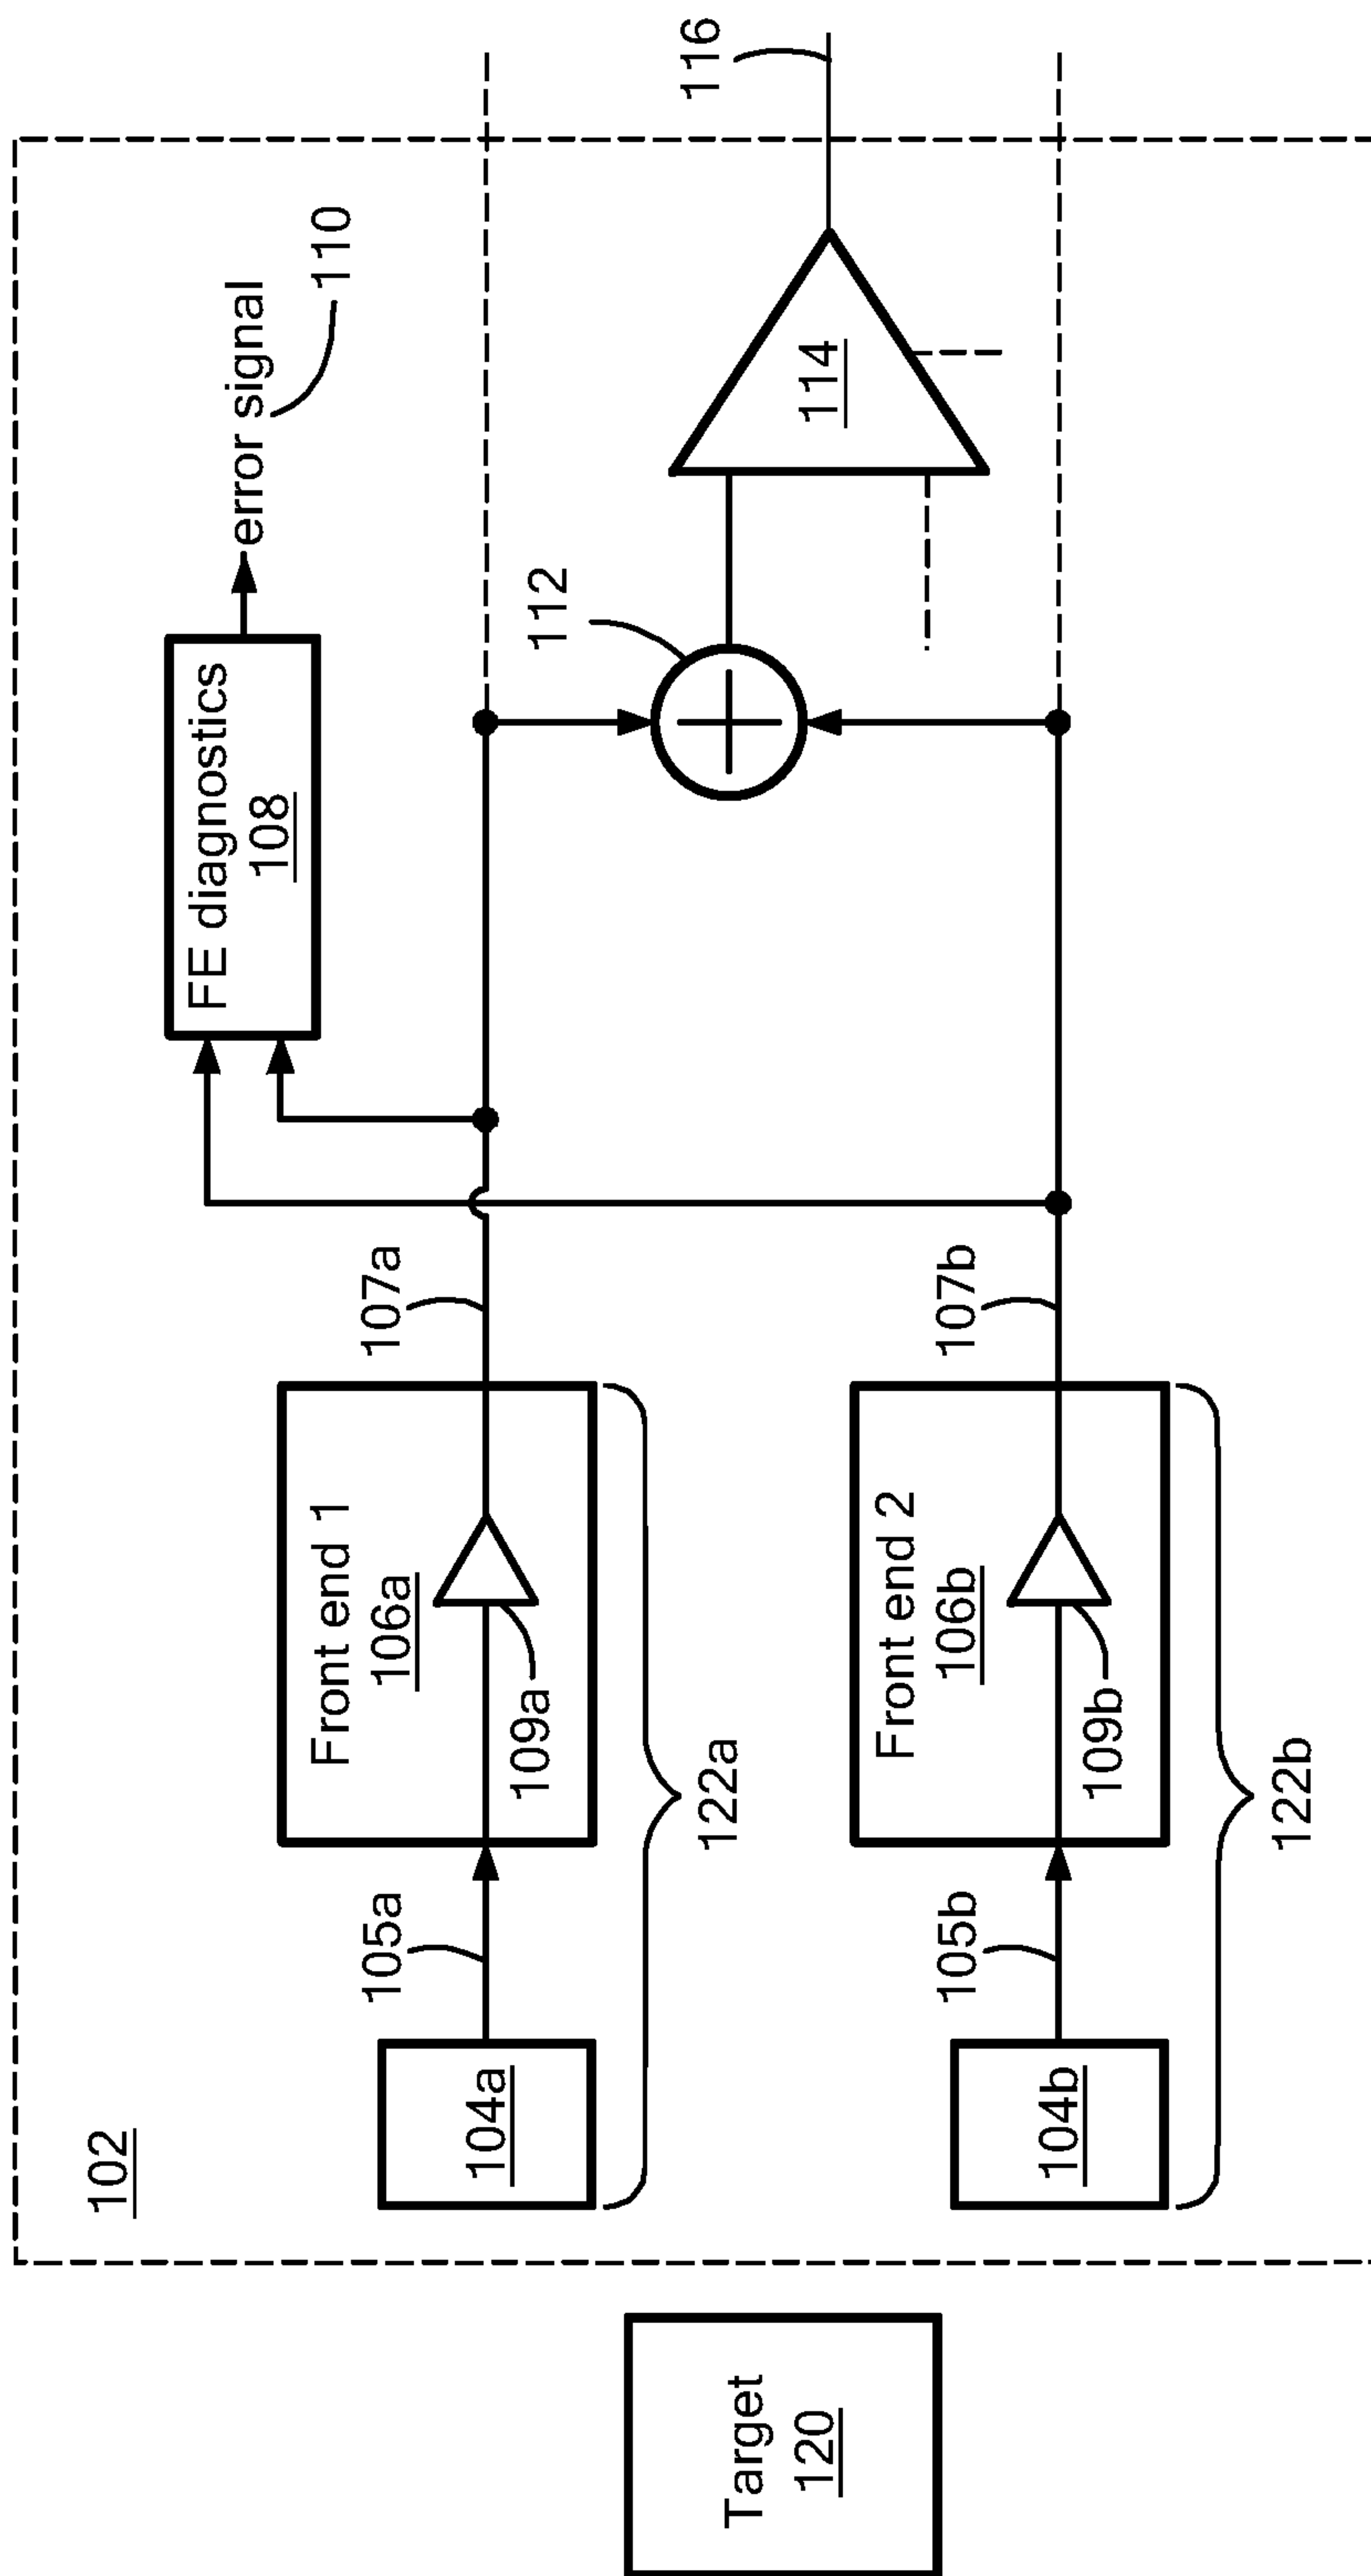 102
FE diagnostics
108
error signal
110
104a
105a
Front end 1
106a
109a
107a
122a
112
114
116
Target
120
104b
105b
Front end 2
106b
109b
107b
122b